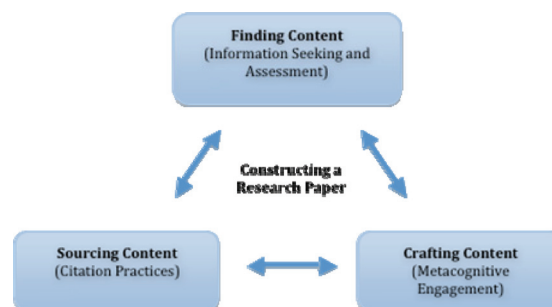 Finding Content
(Information Seeking and
Assessment)
Constructing a
Research Paper
Sourcing Content
(Citation Practices)
Crafting Content
(Metacognitive
Engagement)